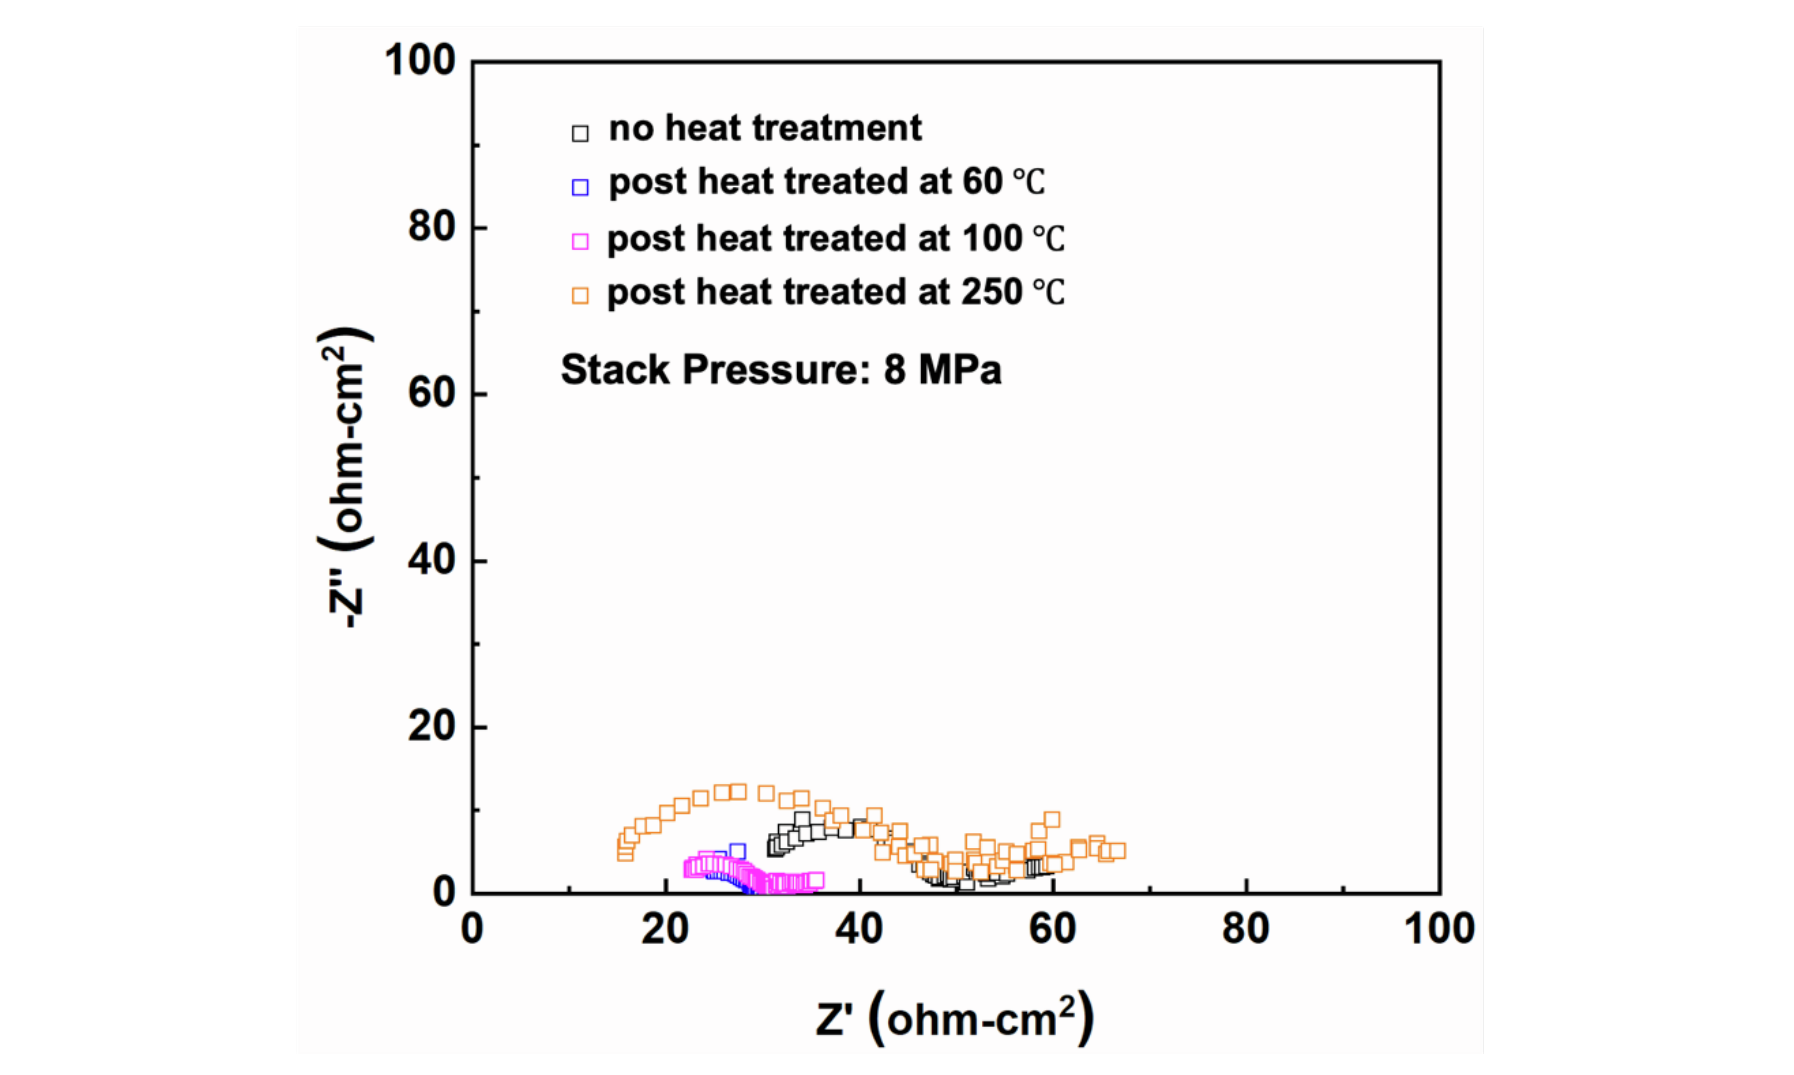 100
80
60
40
20
0
-Z'' (ohm-cm²)
no heat treatment
post heat treated at 60 ℃
post heat treated at 100 ℃
post heat treated at 250 ℃
Stack Pressure: 8 MPa
0 20 40 60 80 100
Z' (ohm-cm²)